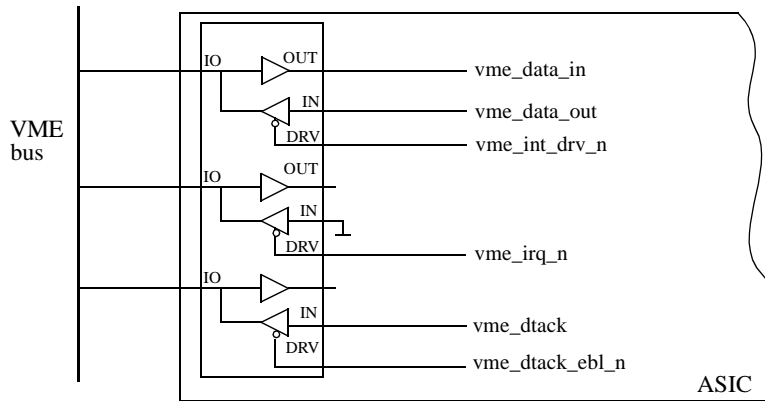 IO
OUT
vme_data_in
IN
vme_data_out
VME
bus
DRV
vme_int_drv_n
OUT
IO
IN
DRV
vme_irq_n
IO
IN
vme_dtack
DRV
vme_dtack_ebl_n
ASIC